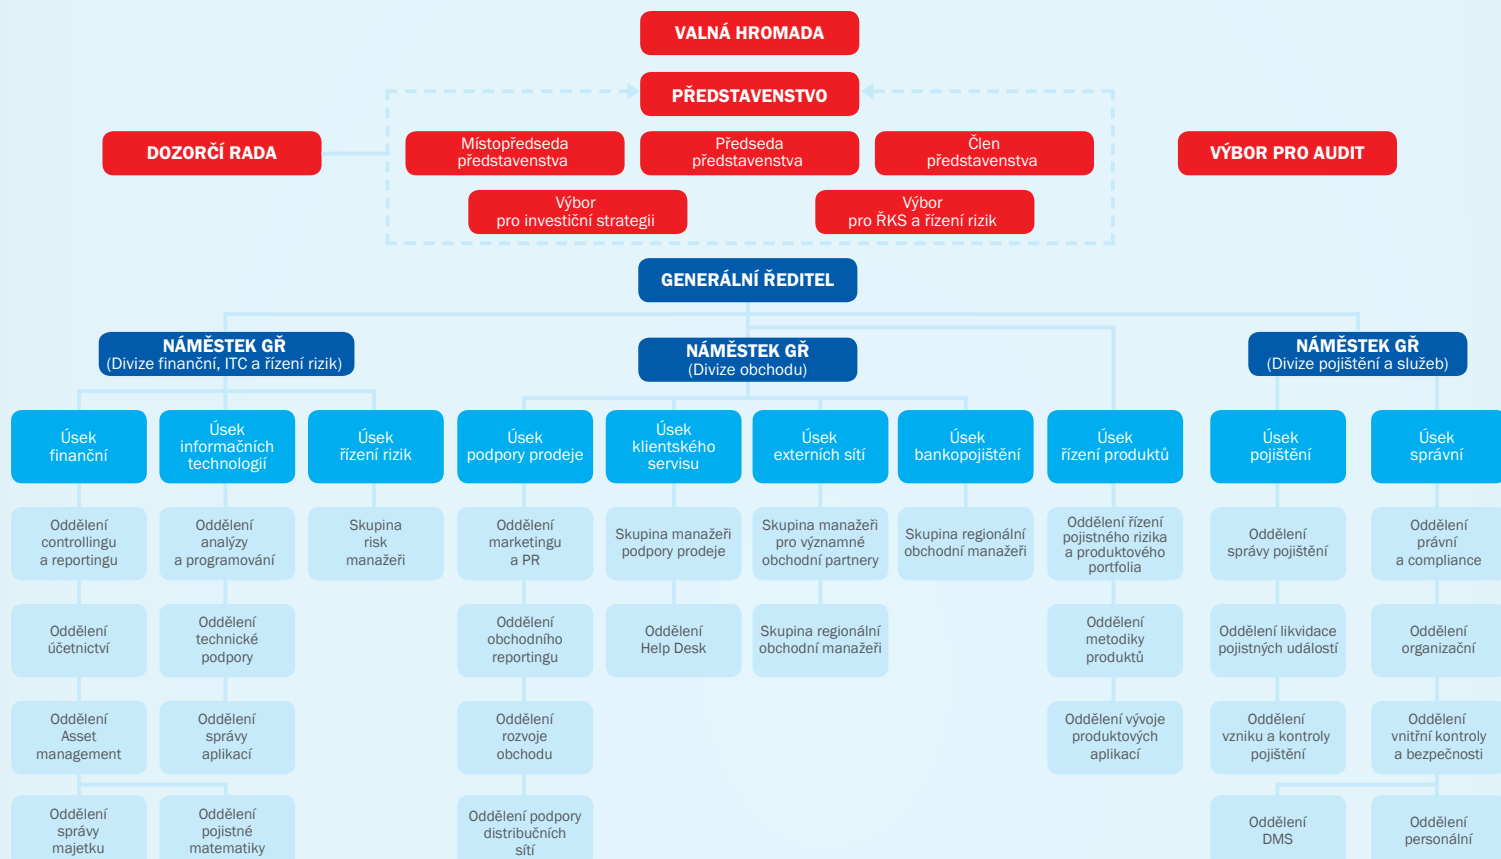 VALNÁ HROMADA
PŘEDSTAVENSTVO
DOZORČÍ RADA
Místopředseda
představenstva
Předseda
představenstva
Člen
představenstva
VÝBOR PRO AUDIT
Výbor
pro investiční strategii
Výbor
pro ŘKS a řízení rizik
GENERÁLNÍ ŘEDITEL
NÁMĚSTEK GŘ
(Divize finanční, ITC a řízení rizik)
NÁMĚSTEK GŘ
(Divize obchodu)
NÁMĚSTEK GŘ
(Divize pojištění a služeb)
Úsek
finanční
Úsek
informačních
technologií
Úsek
řízení rizik
Úsek
podpory prodeje
Úsek
klientského
servisu
Úsek
externích sítí
Úsek
bankopojištění
Úsek
řízení produktů
Úsek
pojištění
Úsek
správní
Oddělení
controllingu
a reportingu
Oddělení
analýzy
a programování
Skupina
risk
manažeři
Oddělení
marketingu
a PR
Skupina manažeři
podpory prodeje
Skupina manažeři
pro významné
obchodní partnery
Skupina regionální
obchodní manažeři
Oddělení řízení
pojistného rizika
a produktového
portfolia
Oddělení
správy pojištění
Oddělení
právní
a compliance
Oddělení
účetnictví
Oddělení
technické
podpory
Oddělení
obchodního
reportingu
Oddělení
Help Desk
Skupina regionální
obchodní manažeři
Oddělení
metodiky
produktů
Oddělení likvidace
pojistných událostí
Oddělení
organizační
Oddělení
Asset
management
Oddělení
správy
aplikací
Oddělení
rozvoje
obchodu
Oddělení vývoje
produktových
aplikací
Oddělení
vzniku a kontroly
pojištění
Oddělení
vnitřní kontroly
a bezpečnosti
Oddělení
správy
majetku
Oddělení
pojistné
matematiky
Oddělení podpory
distribučních
sítí
Oddělení
DMS
Oddělení
personální